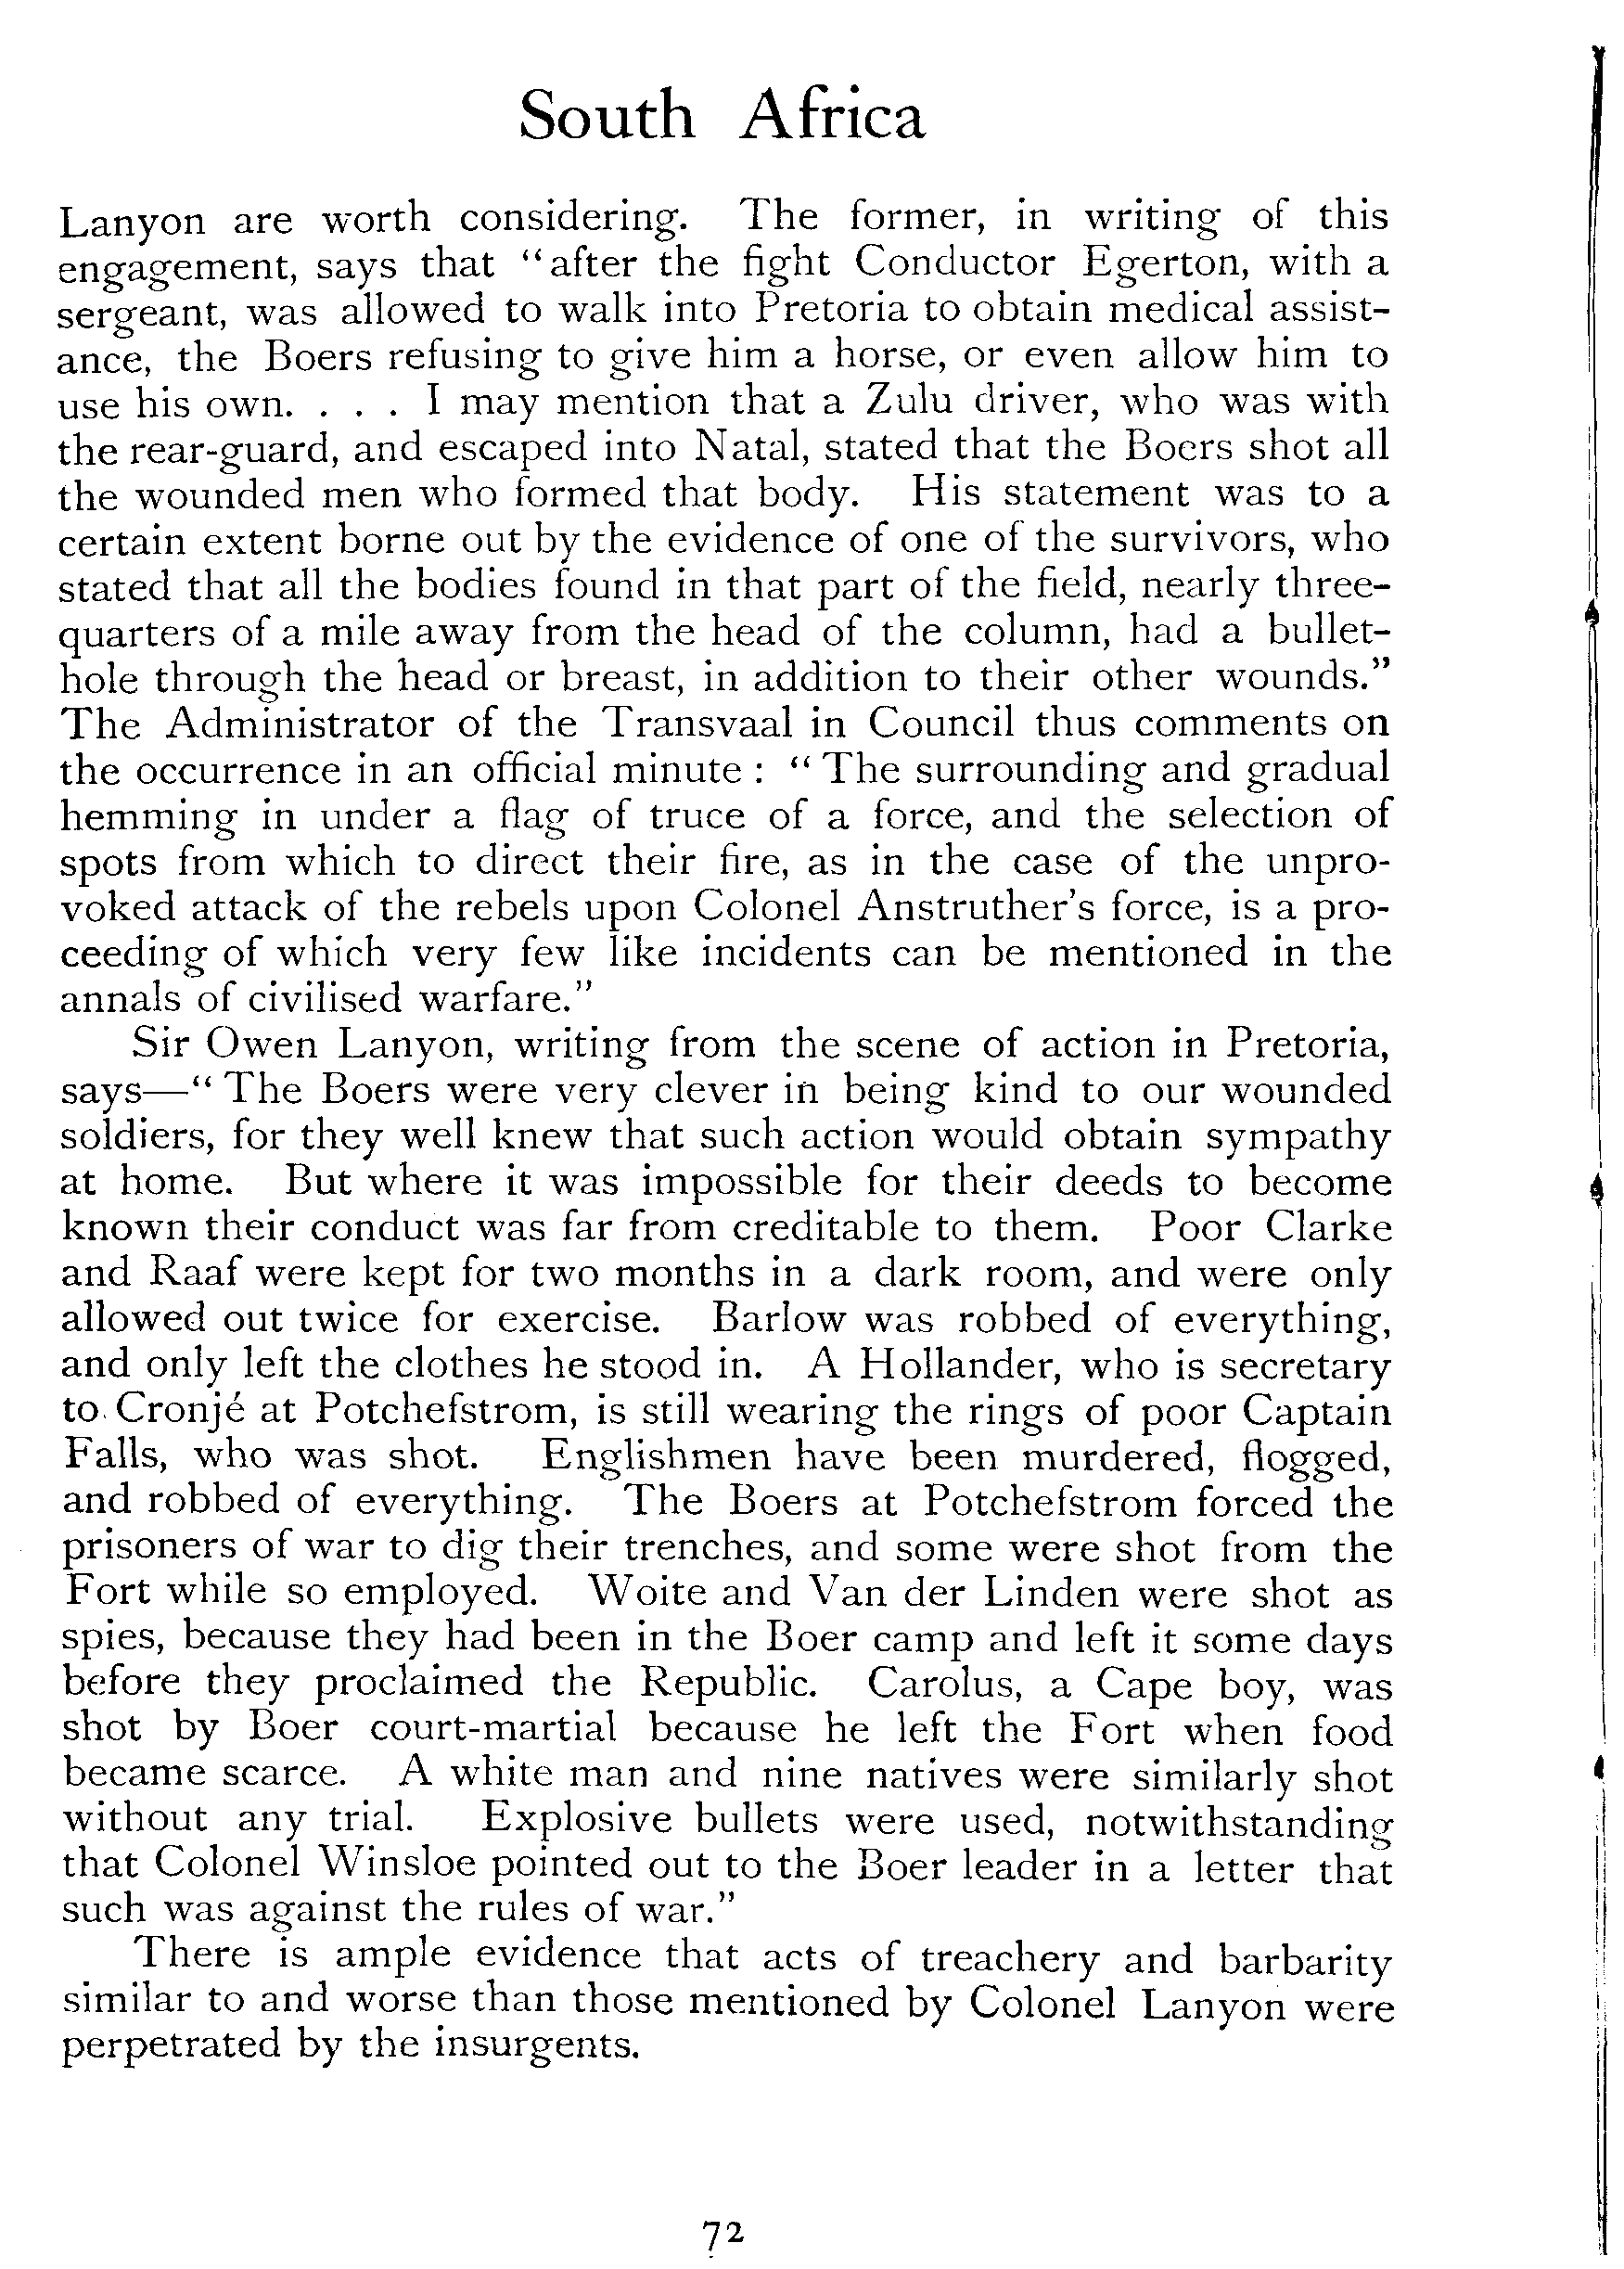 South Africa
Lanyon are worth considering. The former, in writing of this
engagement, says that “after the fight Conductor Egerton, with a
sergeant, was allowed to walk into Pretoria to obtain medical assist-
ance, the Boers refusing to give him a horse, or even allow him to
use his own. . . . I may mention that a Zulu driver, who was with
the rear-guard, and escaped into Natal, stated that the Boers shot all
the wounded men who formed that body. His statement was to a
certain extent borne out by the evidence of one of the survivors, who
stated that all the bodies found in that part of the field, nearly three-
quarters of a mile away from the head of the column, had a bullet-
hole through the head or breast, in addition to their other wounds.”
The Administrator of the Transvaal in Council thus comments on
the occurrence in an official minute : “ The surrounding and gradual
hemming in under a flag of truce of a force, and the selection of
spots from which to direct their fire, as in the case of the unpro-
voked attack of the rebels upon Colonel Anstruther’s force, is a pro-
ceeding of which very few like incidents can be mentioned in the
annals of civilised warfare.”
Sir Owen Lanyon, writing from the scene of action in Pretoria,
says—“ The Boers were very clever in being kind to our wounded
soldiers, for they well knew that such action would obtain sympathy
at home. But where it was impossible for their deeds to become
known their conduct was far from creditable to them. Poor Clarke
and Raaf were kept for two months in a dark room, and were only
allowed out twice for exercise. Barlow was robbed of everything,
and only left the clothes he stood in. A Hollander, who is secretary
to Cronjé at Potchefstrom, is still wearing the rings of poor Captain
Falls, who was shot. Englishmen have been murdered, flogged,
and robbed of everything. The Boers at Potchefstrom forced the
prisoners of war to dig their trenches, and some were shot from the
Fort while so employed. Woite and Van der Linden were shot as
spies, because they had been in the Boer camp and left it some days
before they proclaimed the Republic. Carolus, a Cape boy, was
shot by Boer court-martial because he left the Fort when food
became scarce. A white man and nine natives were similarly shot
without any trial. Explosive bullets were used, notwithstanding
that Colonel Winsloe pointed out to the Boer leader in a letter that
such was against the rules of war.”
There is ample evidence that acts of treachery and barbarity
similar to and worse than those mentioned by Colonel Lanyon were
perpetrated by the insurgents.
72